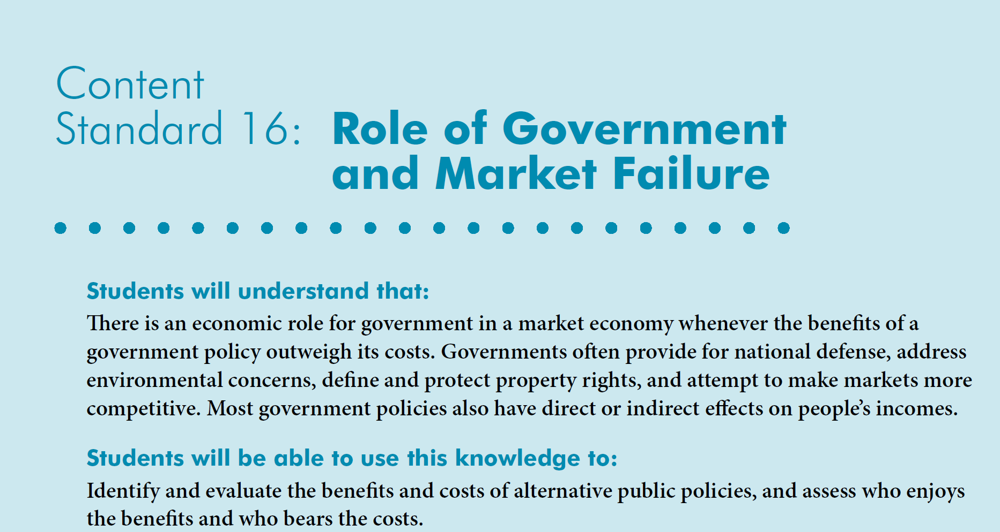 Content
Standard 16: Role of Government
and Market Failure
Students will understand that:
There is an economic role for government in a market economy whenever the benefits of a
government policy outweigh its costs. Governments often provide for national defense, address
environmental concerns, define and protect property rights, and attempt to make markets more
competitive. Most government policies also have direct or indirect effects on people’s incomes.
Students will be able to use this knowledge to:
Identify and evaluate the benefits and costs of alternative public policies, and assess who enjoys
the benefits and who bears the costs.